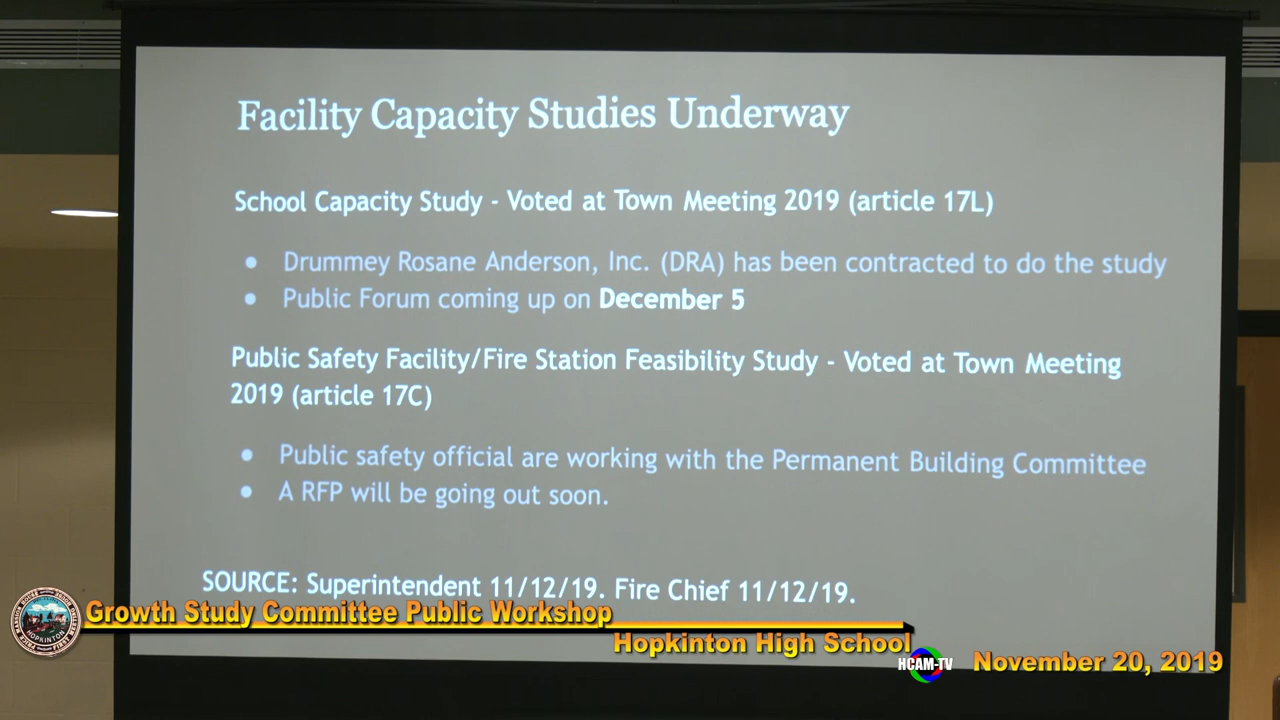 Facility Capacity Studies Underway
School Capacity Study - Voted at Town Meeting 2019 (article 17L)
● Drummey Rosane Anderson, Inc. (DRA) has been contracted to do the study
● Public Forum coming up on December 5
Public Safety Facility/Fire Station Feasibility Study - Voted at Town Meeting
2019 (article 17C)
● Public safety official are working with the Permanent Building Committee
● A RFP will be going out soon.
SOURCE: Superintendent 11/12/19. Fire Chief 11/12/19.
Growth Study Committee Public Workshop
Hopkinton High School
HCAM-TV
November 20, 2019
HOPKINTON